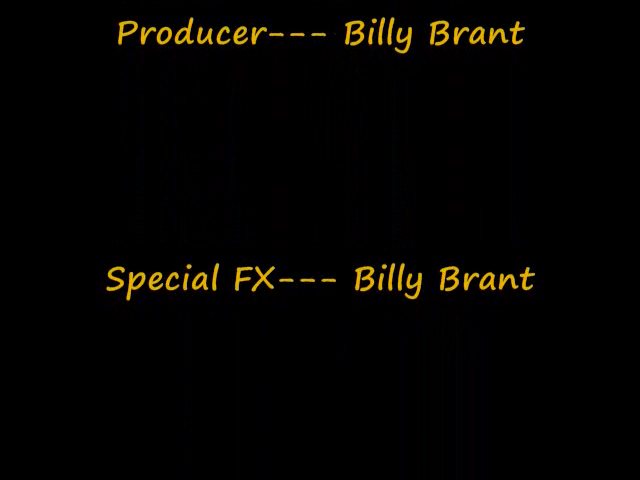 Producer--- Billy Brant
Special FX--- Billy Brant